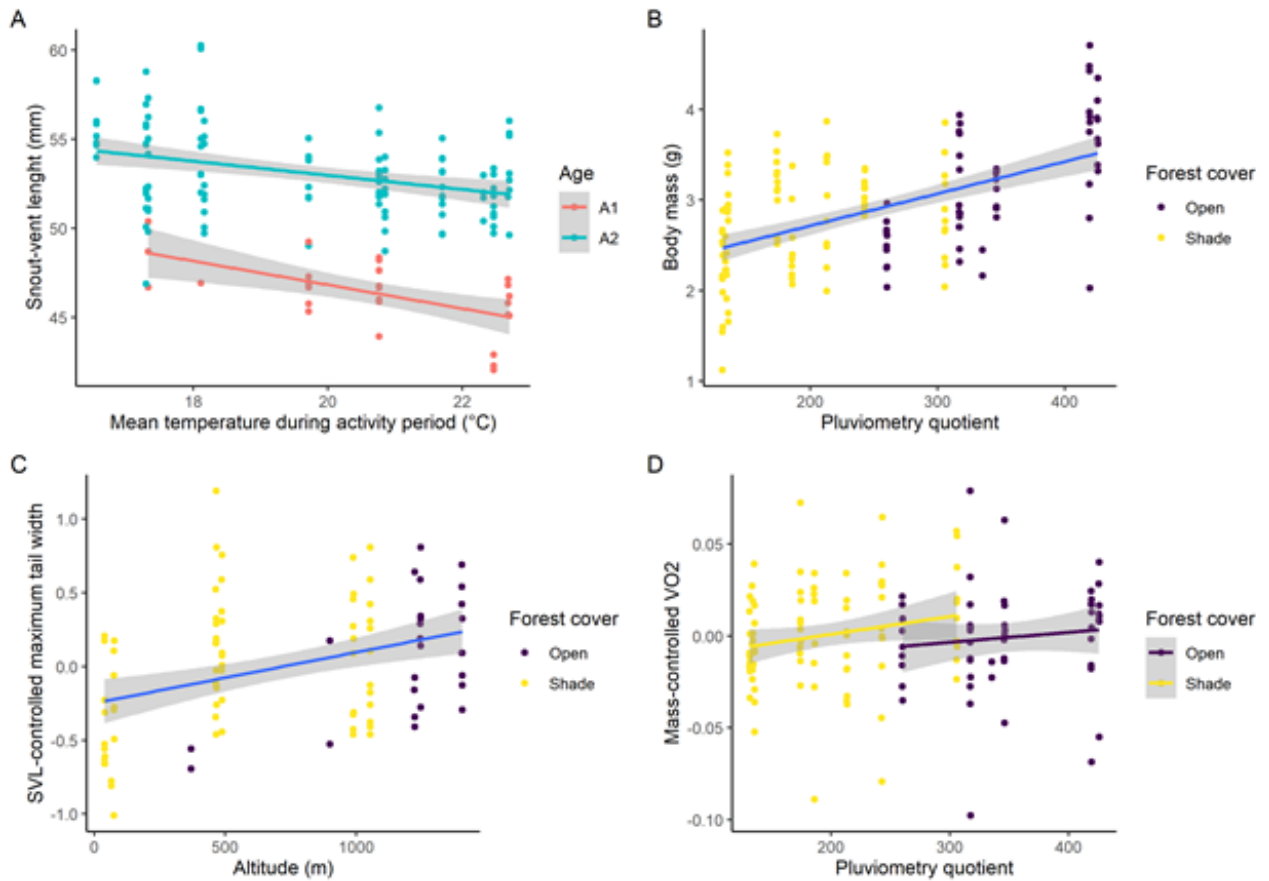 A
60
55
50
45
18
20
22
Snout-vent lenght (mm)
Mean temperature during activity period (°C)
Age
A1
A2
B
4
3
2
1
200
300
400
Body mass (g)
Pluviometry quotient
Forest cover
Open
Shade
C
1.0
0.5
0.0
-0.5
-1.0
0
500
1000
SVL-controlled maximum tail width
Altitude (m)
Forest cover
Open
Shade
D
0.05
0.00
-0.05
-0.10
200
300
400
Mass-controlled VO2
Pluviometry quotient
Forest cover
Open
Shade